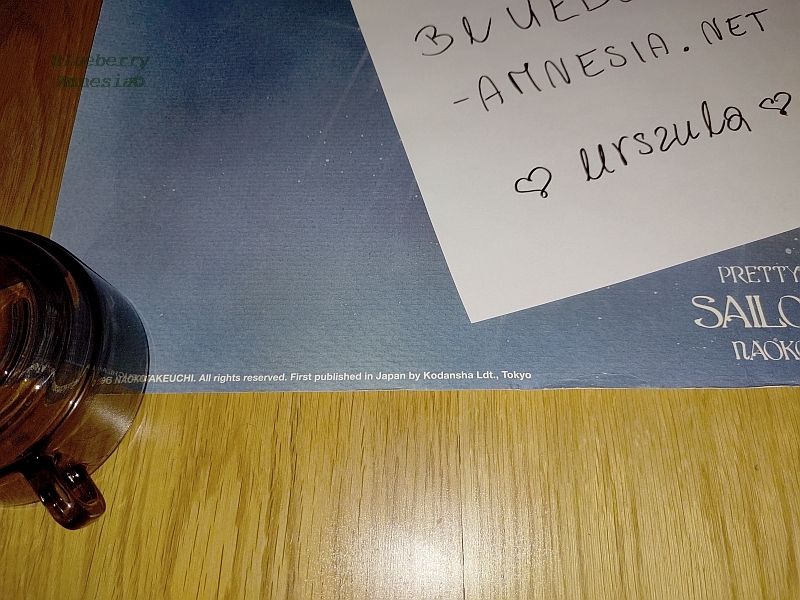 Blueberry
Amnesia©
BLUEB
-AMNESIA.NET
♡ Urszula ♡
PRETTY
SAILO
NAOKO
96 NAOKO TAKEUCHI. All rights reserved. First published in Japan by Kodansha Ldt., Tokyo